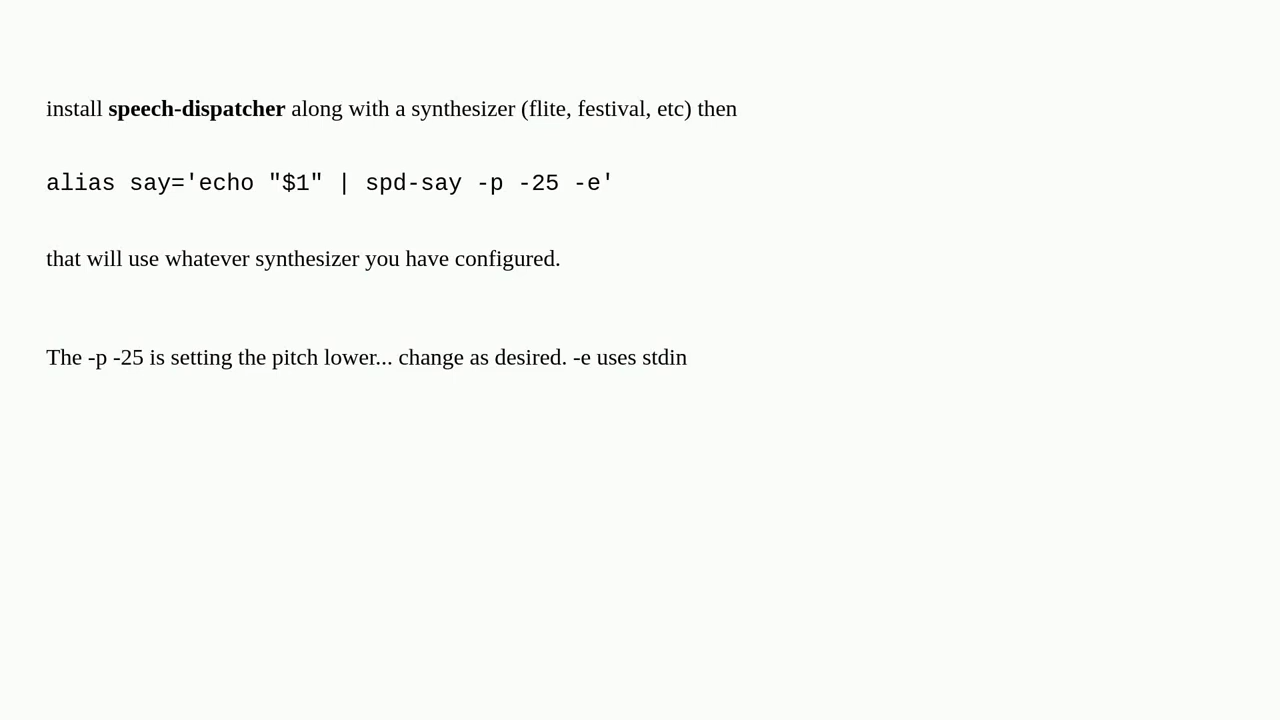 install speech-dispatcher along with a synthesizer (flite, festival, etc) then
alias say='echo "$1" | spd-say -p -25 -e'
that will use whatever synthesizer you have configured.
The -p -25 is setting the pitch lower... change as desired. -e uses stdin